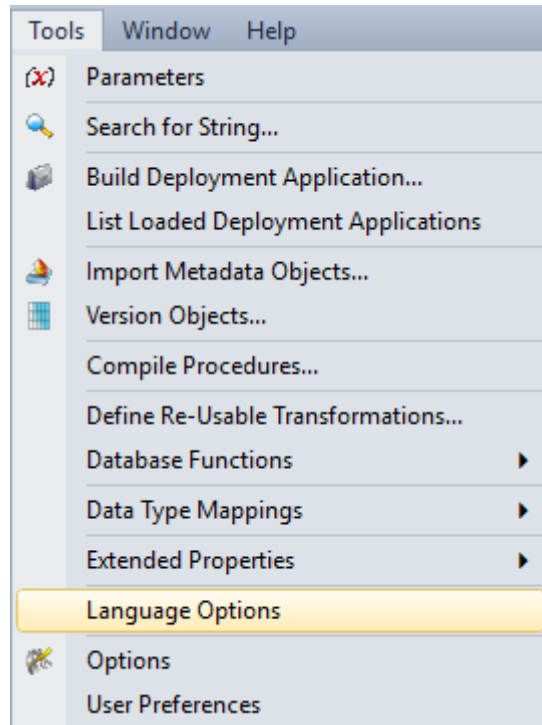 Tools Window Help
(x) Parameters
Search for String...
Build Deployment Application...
List Loaded Deployment Applications
Import Metadata Objects...
Version Objects...
Compile Procedures...
Define Re-Usable Transformations...
Database Functions
Data Type Mappings
Extended Properties
Language Options
Options
User Preferences